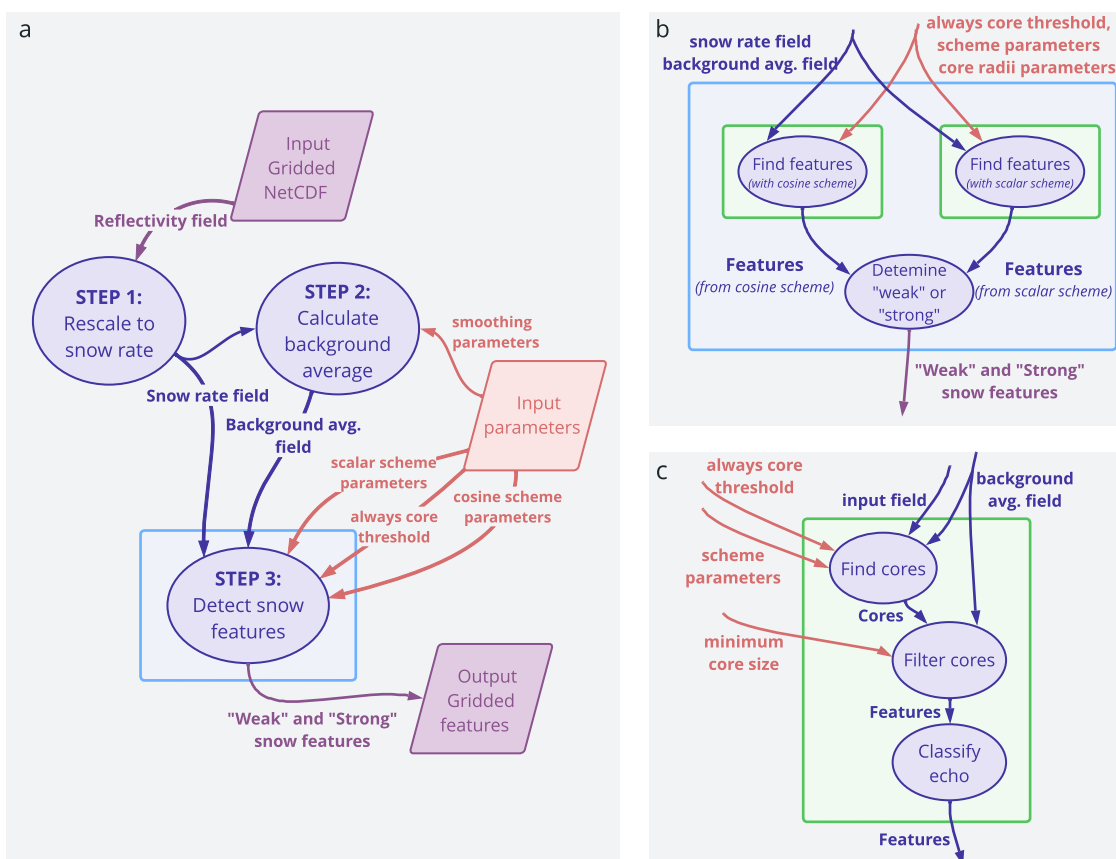 a
Input
Gridded
NetCDF
Reflectivity field
STEP 1:
Rescale to
snow rate
STEP 2:
Calculate
background
average
smoothing
parameters
Input
parameters
Snow rate field
Background avg.
field
scalar scheme
parameters
always core
threshold
cosine scheme
parameters
STEP 3:
Detect snow
features
"Weak" and "Strong"
snow features
Output
Gridded
features
b
snow rate field
background avg. field
always core threshold,
scheme parameters
core radii parameters
Find features
(with cosine scheme)
Find features
(with scalar scheme)
Features
(from cosine scheme)
Detemine
"weak" or
"strong"
Features
(from scalar scheme)
"Weak" and "Strong"
snow features
c
always core
threshold
input field
background
avg. field
scheme
parameters
Find cores
Cores
minimum
core size
Filter cores
Features
Classify
echo
Features